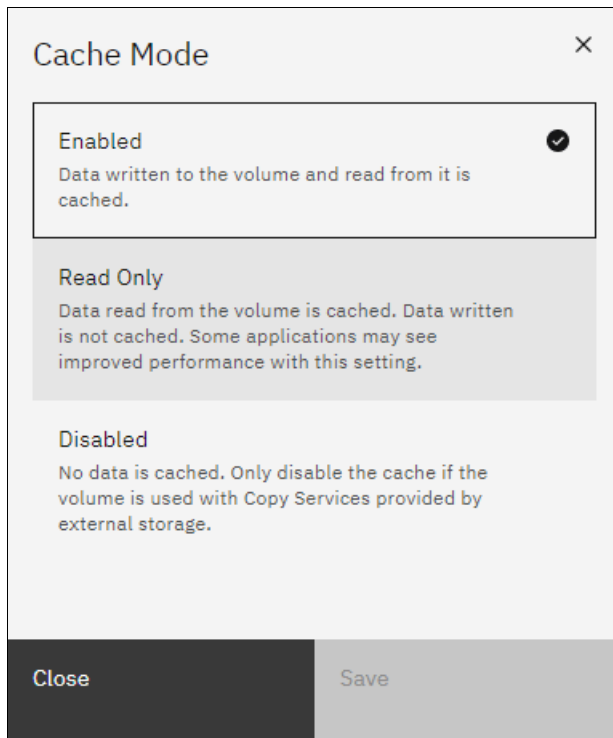 Cache Mode
Enabled
Data written to the volume and read from it is
cached.
Read Only
Data read from the volume is cached. Data written
is not cached. Some applications may see
improved performance with this setting.
Disabled
No data is cached. Only disable the cache if the
volume is used with Copy Services provided by
external storage.
Close
Save